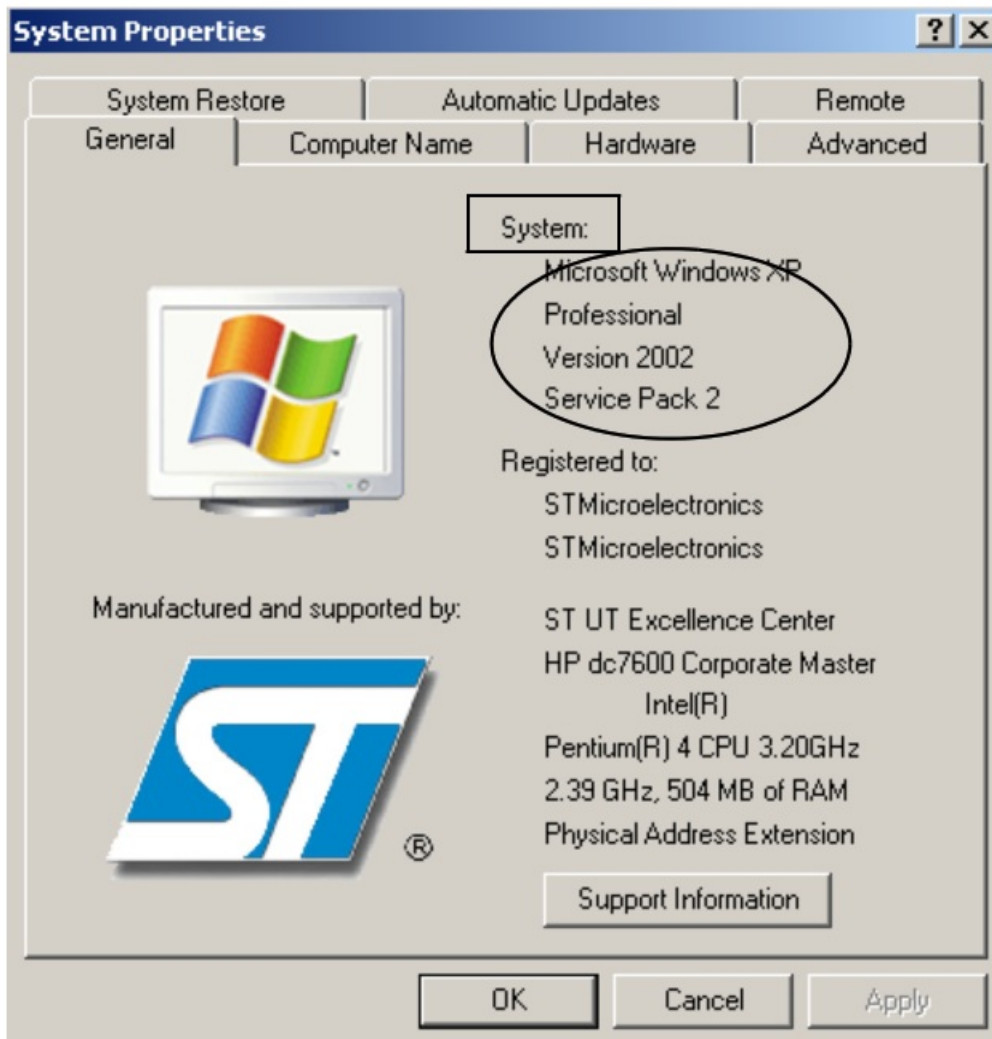 System Properties
System Restore
Automatic Updates
Remote
General
Computer Name
Hardware
Advanced
System:
Microsoft Windows XP
Professional
Version 2002
Service Pack 2
Registered to:
STMicroelectronics
STMicroelectronics
Manufactured and supported by:
ST
®
ST UT Excellence Center
HP dc7600 Corporate Master
Intel(R)
Pentium(R) 4 CPU 3.20GHz
2.39 GHz, 504 MB of RAM
Physical Address Extension
Support Information
OK
Cancel
Apply